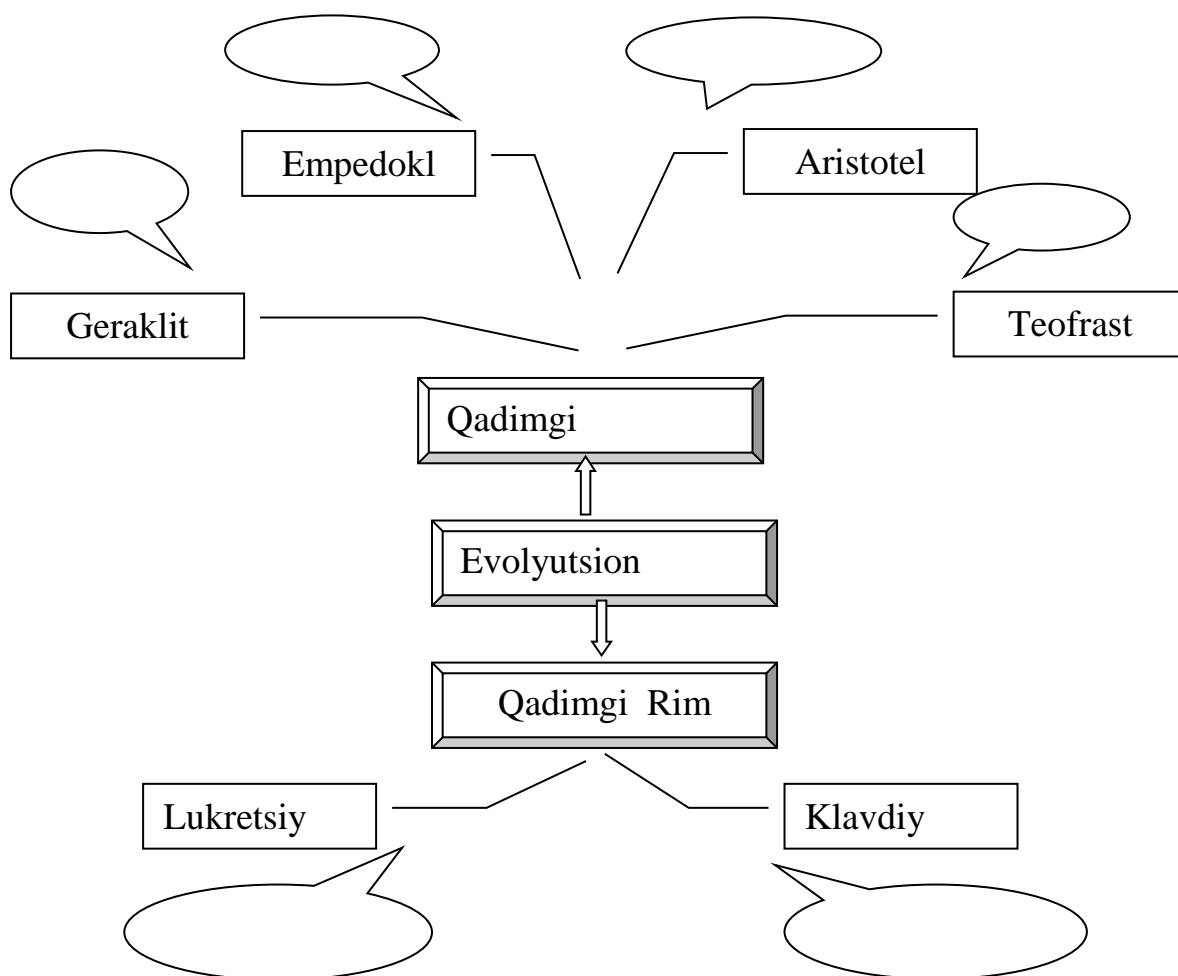 Empedokl
Aristotel
Geraklit
Teofrast
Qadimgi
Evolyutsion
Qadimgi Rim
Lukretsiy
Klavdiy